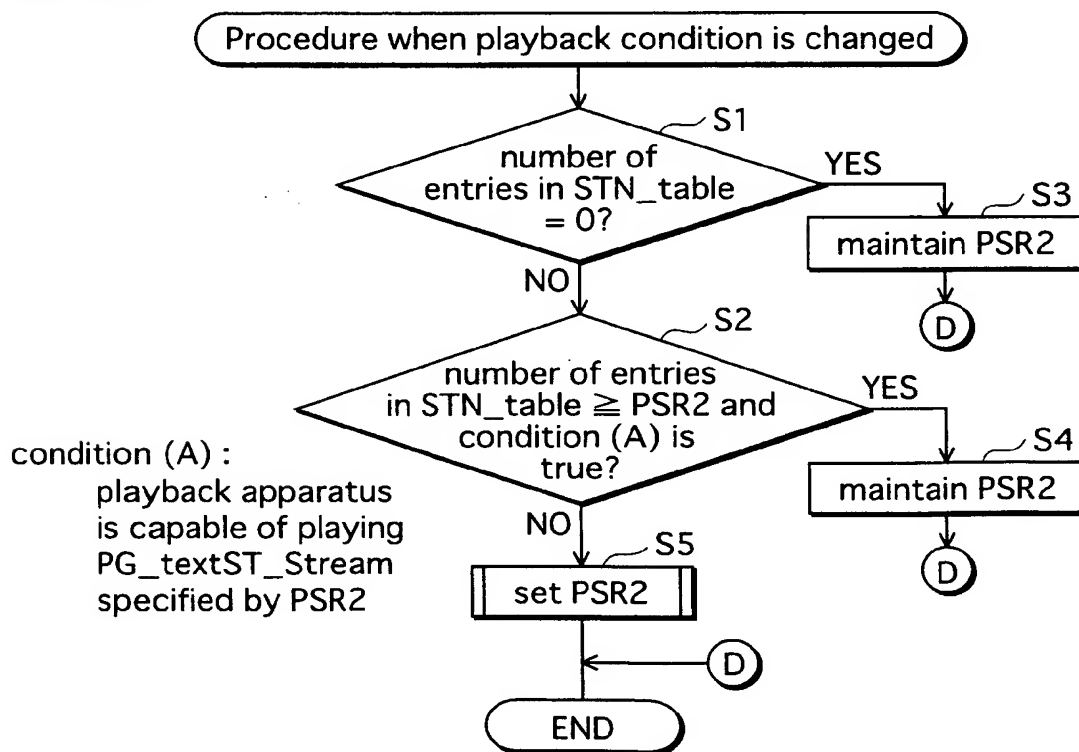 Procedure when playback condition is changed
S1
number of
entries in STN_table
= 0?
YES
S3
maintain PSR2
D
NO
S2
number of entries
in STN_table ≧ PSR2 and
condition (A) is
true?
YES
S4
maintain PSR2
D
condition (A) :
playback apparatus
is capable of playing
PG_textST_Stream
specified by PSR2
NO
S5
set PSR2
D
END